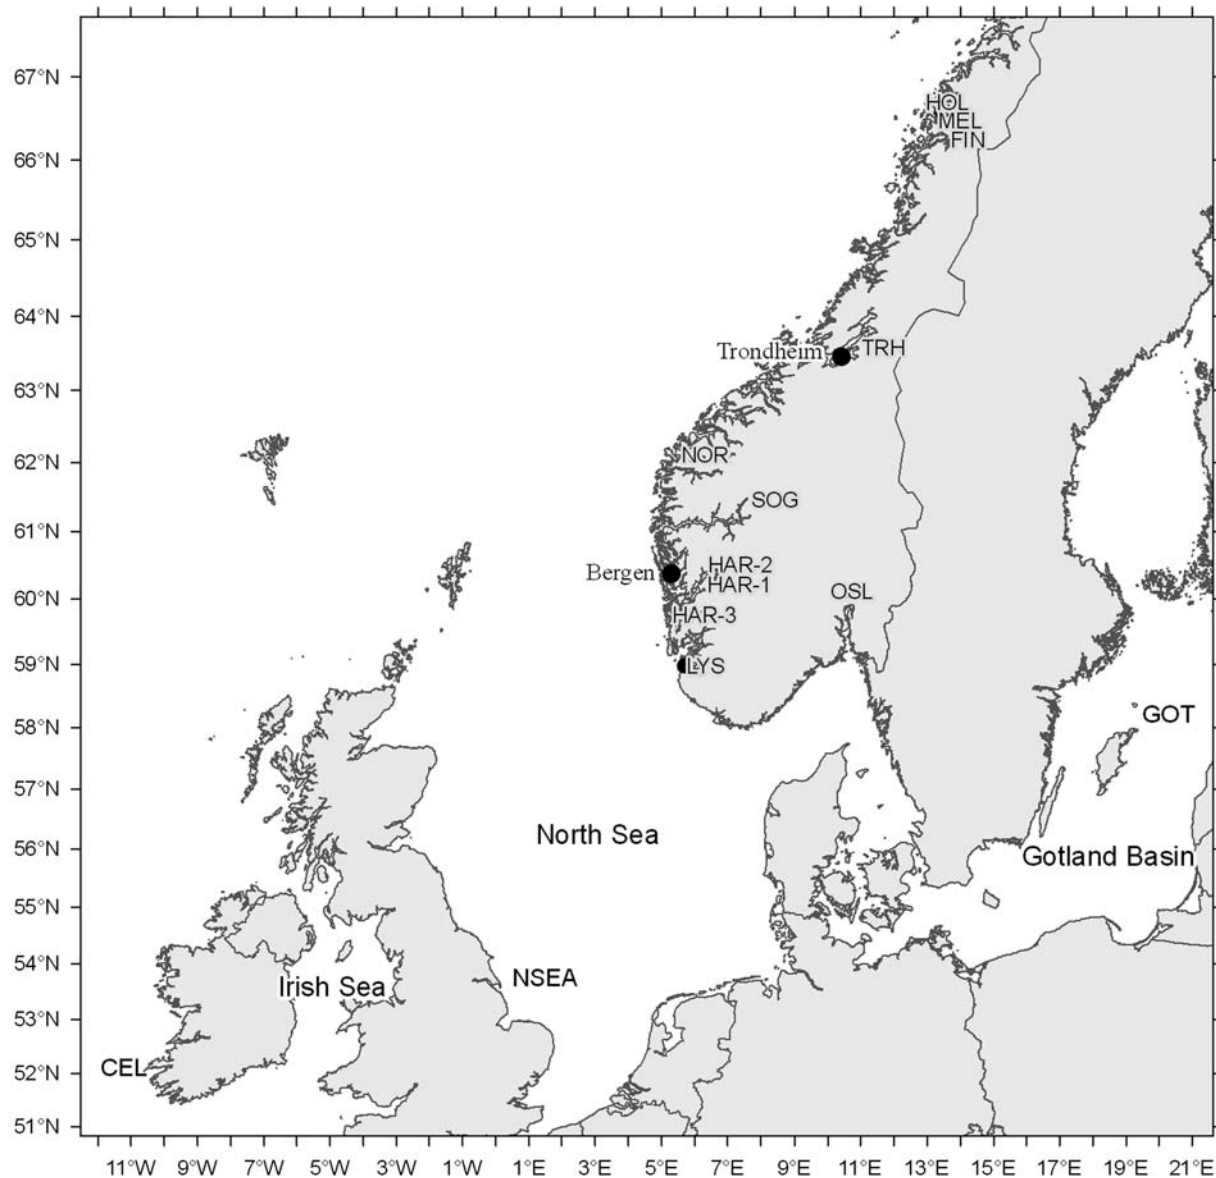 67°N
HOL
MEL
FIN
66°N
65°N
64°N
Trondheim
TRH
63°N
NOR
62°N
SOG
61°N
HAR-2
Bergen
HAR-1
60°N
OSL
HAR-3
59°N
LYS
GOT
58°N
57°N
North Sea
56°N
Gotland Basin
55°N
54°N
NSEA
Irish Sea
53°N
CEL
52°N
51°N
11°W 9°W 7°W 5°W 3°W 1°W 1°E 3°E 5°E 7°E 9°E 11°E 13°E 15°E 17°E 19°E 21°E